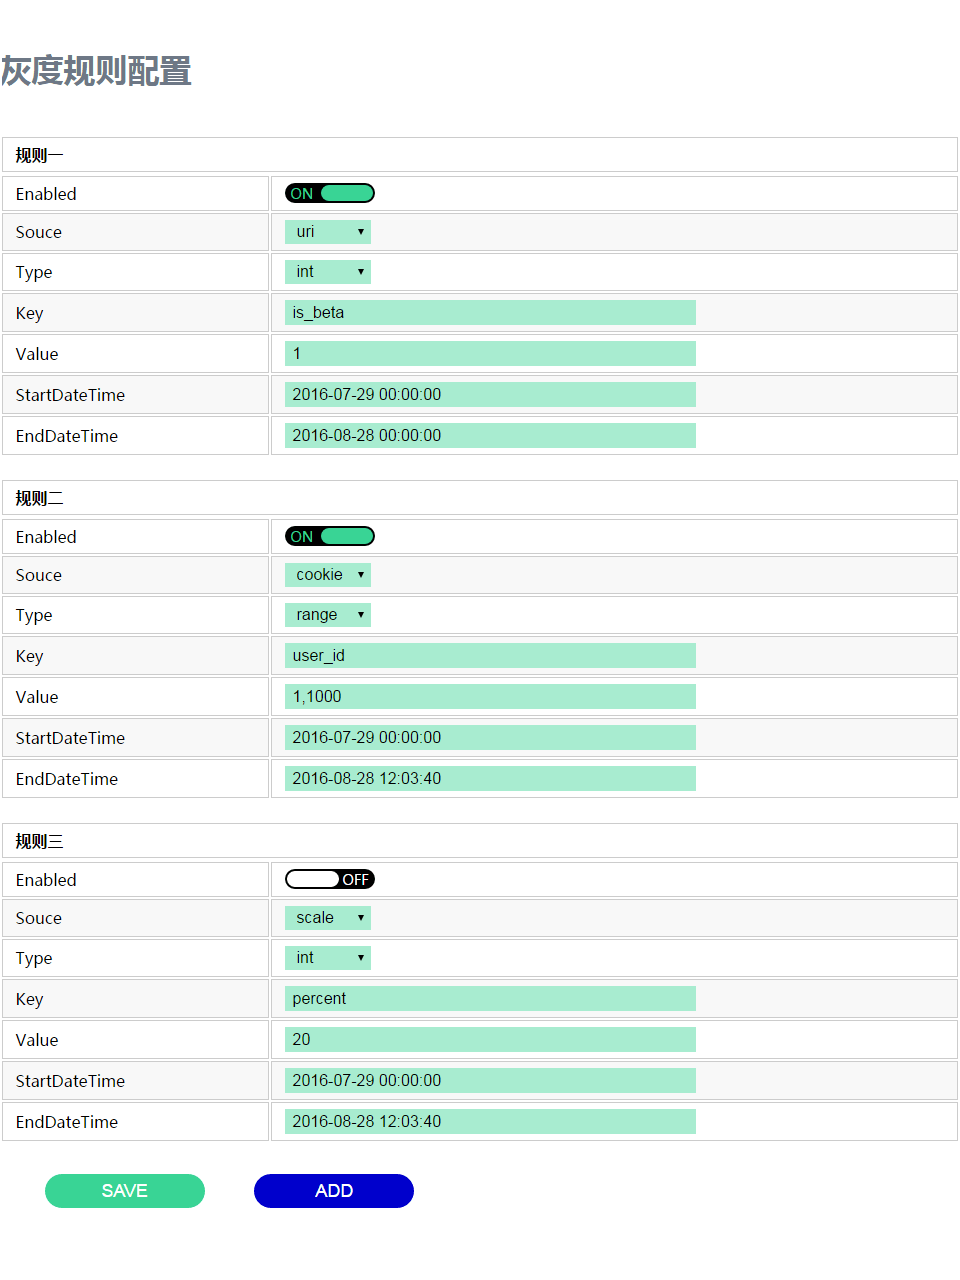 灰度规则配置
规则一
Enabled ON
Souce uri
Type int
Key is_beta
Value 1
StartDateTime 2016-07-29 00:00:00
EndDateTime 2016-08-28 00:00:00
规则二
Enabled ON
Souce cookie
Type range
Key user_id
Value 1,1000
StartDateTime 2016-07-29 00:00:00
EndDateTime 2016-08-28 12:03:40
规则三
Enabled OFF
Souce scale
Type int
Key percent
Value 20
StartDateTime 2016-07-29 00:00:00
EndDateTime 2016-08-28 12:03:40
SAVE ADD